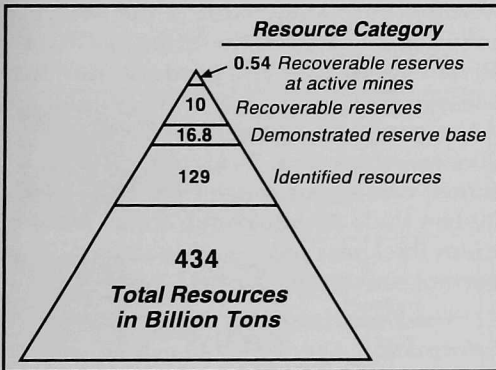 Resource Category
0.54 Recoverable reserves
at active mines
10 Recoverable reserves
16.8 Demonstrated reserve base
129 Identified resources
434
Total Resources
in Billion Tons